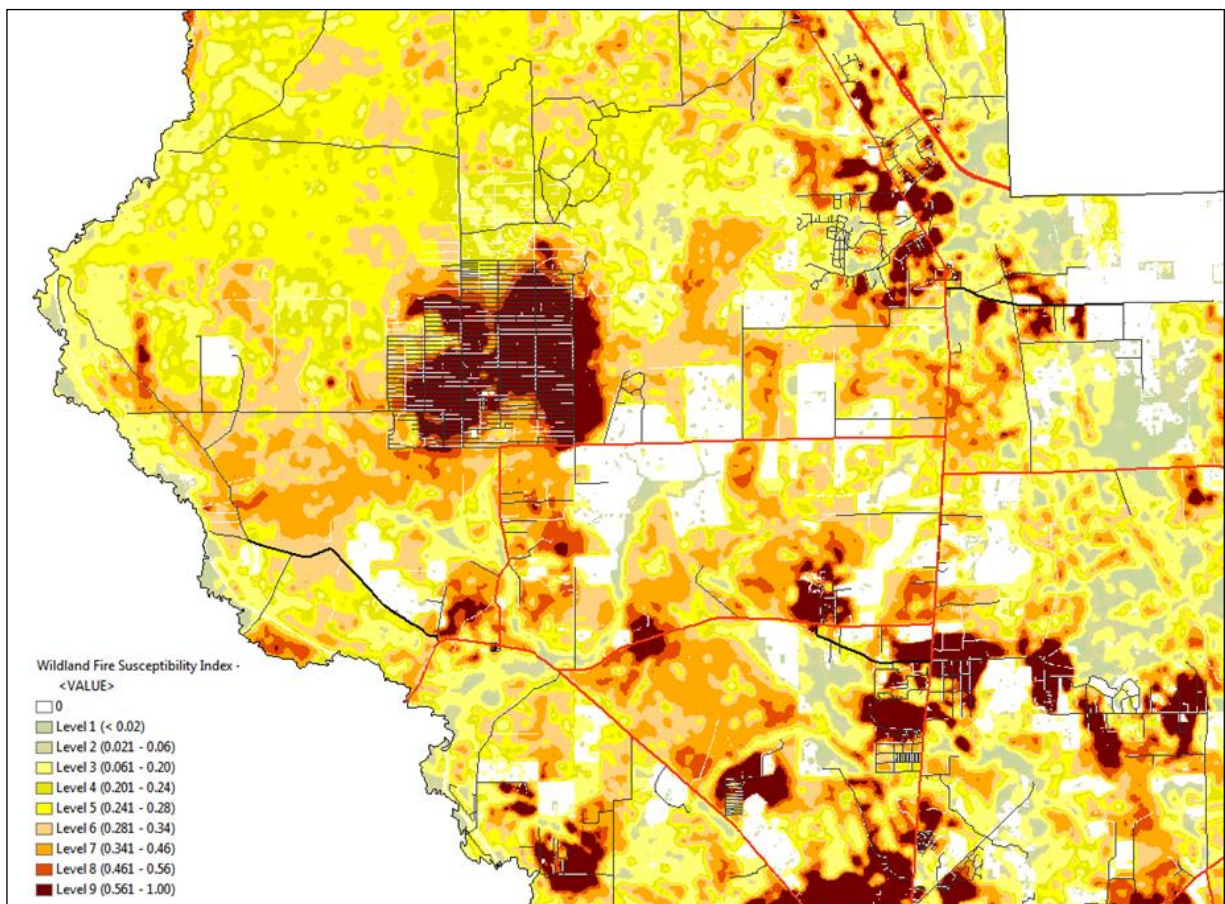 Wildland Fire Susceptibility Index -
<VALUE>
0
Level 1 (< 0.02)
Level 2 (0.021 - 0.06)
Level 3 (0.061 - 0.20)
Level 4 (0.201 - 0.24)
Level 5 (0.241 - 0.28)
Level 6 (0.281 - 0.34)
Level 7 (0.341 - 0.46)
Level 8 (0.461 - 0.56)
Level 9 (0.561 - 1.00)